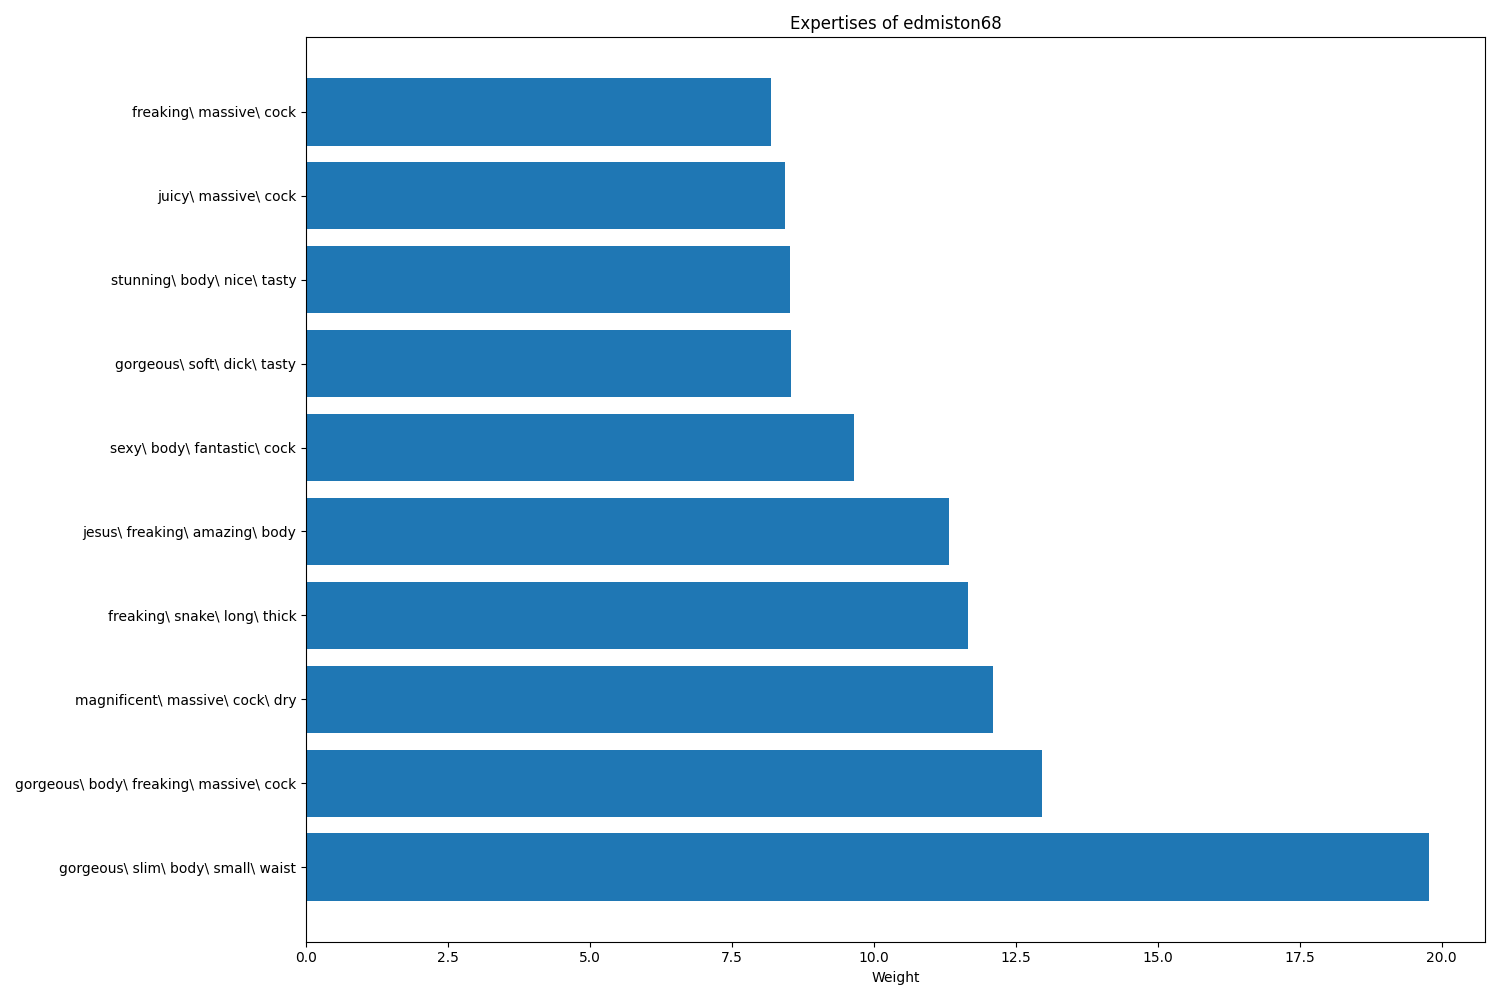 Expertises of edmiston68
freaking\ massive\ cock
juicy\ massive\ cock
stunning\ body\ nice\ tasty
gorgeous\ soft\ dick\ tasty
sexy\ body\ fantastic\ cock
jesus\ freaking\ amazing\ body
freaking\ snake\ long\ thick
magnificent\ massive\ cock\ dry
gorgeous\ body\ freaking\ massive\ cock
gorgeous\ slim\ body\ small\ waist
0.0 2.5 5.0 7.5 10.0 12.5 15.0 17.5 20.0
Weight